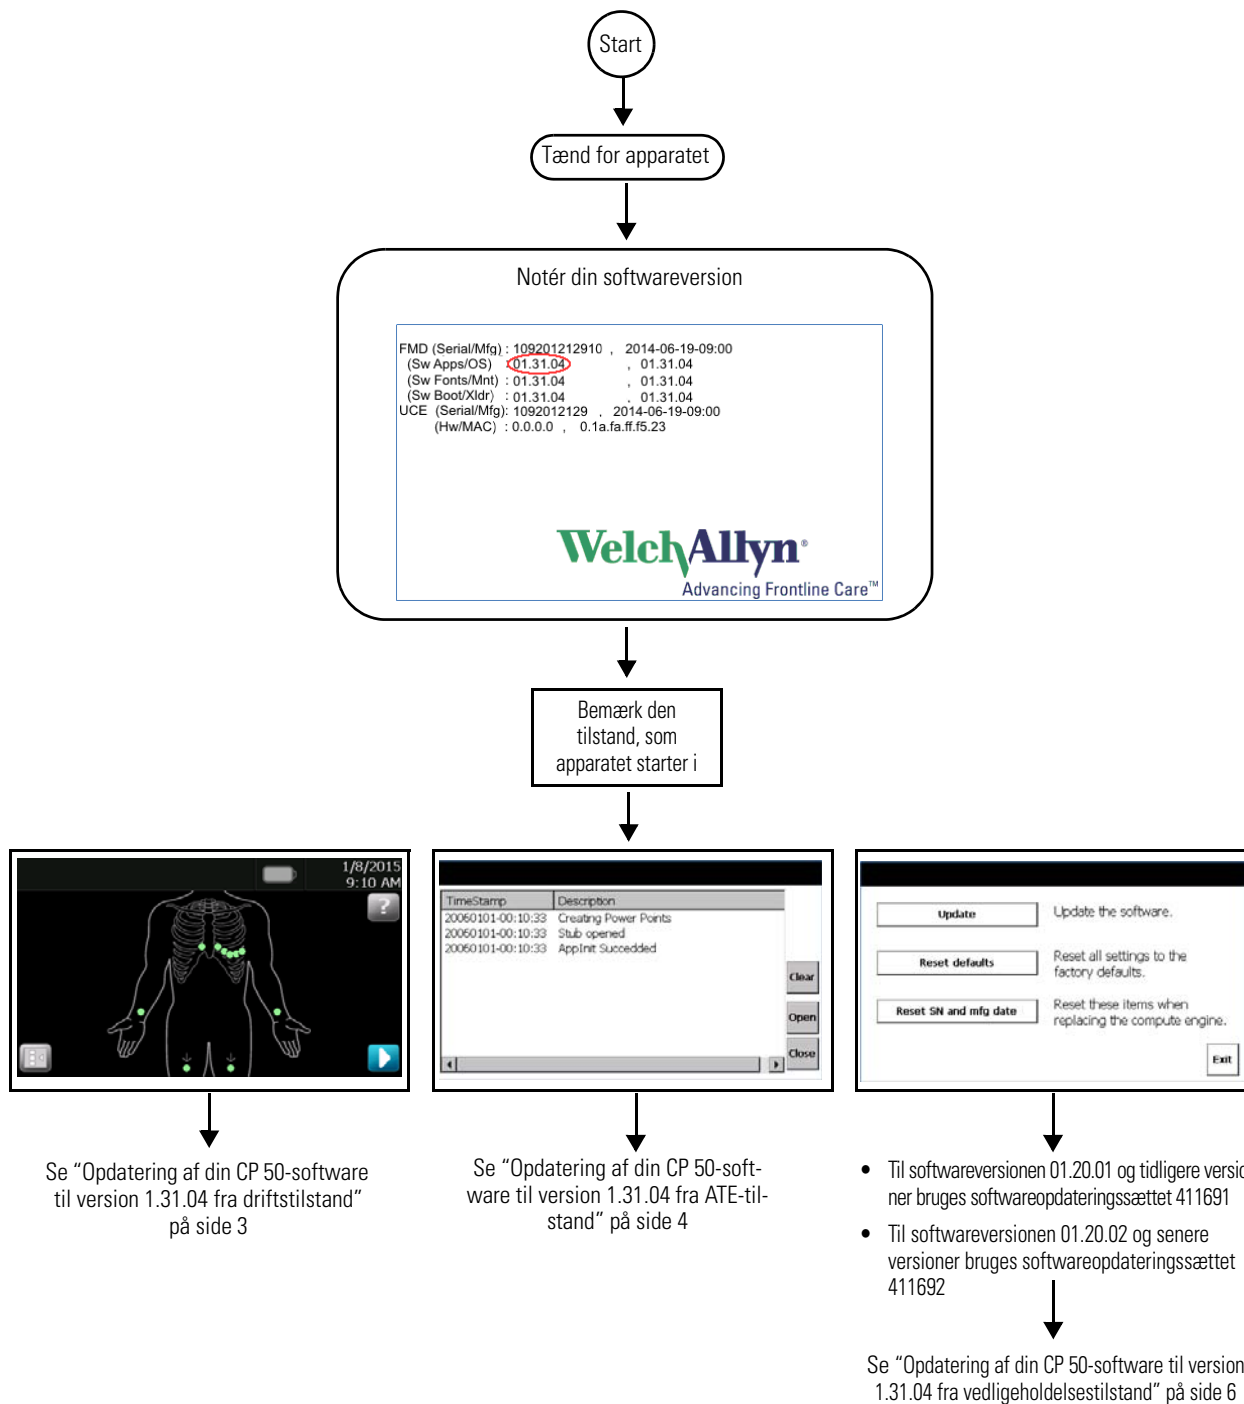 Start
Tænd for apparatet
Notér din softwareversion
FMD (Serial/Mfg) : 109201212910 , 2014-06-19-09:00
(Sw Apps/OS) : 01.31.04 , 01.31.04
(Sw Fonts/Mnt) : 01.31.04 , 01.31.04
(Sw Boot/Xldr) : 01.31.04 , 01.31.04
UCE (Serial/Mfg): 1092012129 , 2014-06-19-09:00
(Hw/MAC) : 0.0.0.0 , 0.1a.fa.ff.f5.23
WelchAllyn®
Advancing Frontline Care™
Bemærk den
tilstand, som
apparatet starter i
1/8/2015
9:10 AM
?
TimeStamp Description
20060101-00:10:33 Creating Power Points
20060101-00:10:33 Stub opened
20060101-00:10:33 AppInit Succedded
Clear
Open
Close
Update Update the software.
Reset defaults Reset all settings to the
factory defaults.
Reset SN and mfg date Reset these items when
replacing the compute engine.
Exit
Se “Opdatering af din CP 50-software
til version 1.31.04 fra driftstilstand”
på side 3
Se “Opdatering af din CP 50-soft-
ware til version 1.31.04 fra ATE-til-
stand” på side 4
• Til softwareversionen 01.20.01 og tidligere versio
ner bruges softwareopdateringssættet 411691
• Til softwareversionen 01.20.02 og senere
versioner bruges softwareopdateringssættet
411692
Se “Opdatering af din CP 50-software til version
1.31.04 fra vedligeholdelsestilstand” på side 6